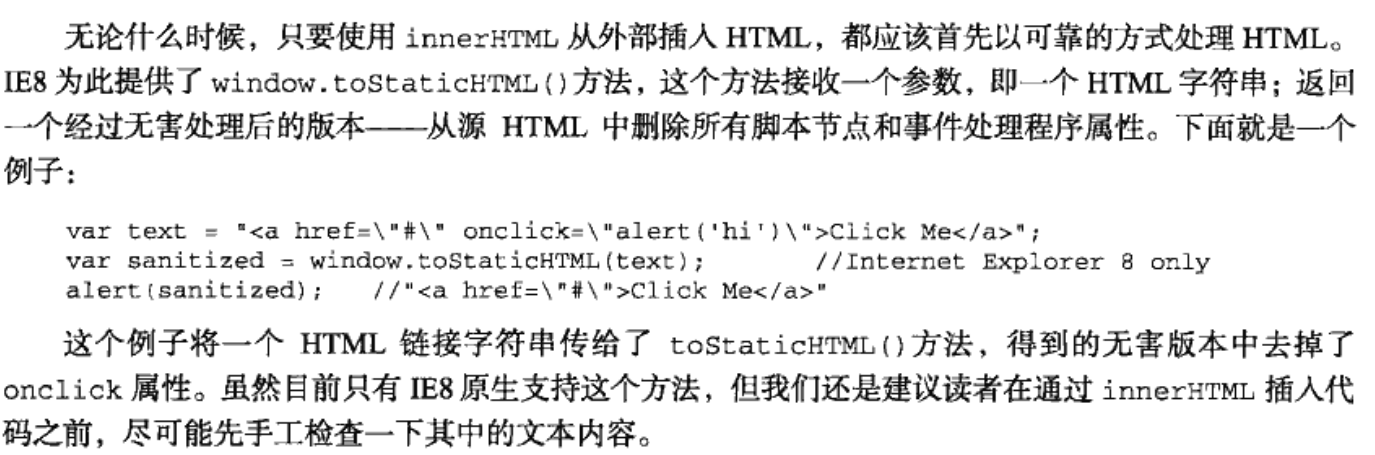 无论什么时候，只要使用 innerHTML 从外部插入 HTML，都应该首先以可靠的方式处理 HTML。
IE8 为此提供了 window.toStaticHTML()方法，这个方法接收一个参数，即一个 HTML 字符串；返回
一个经过无害处理后的版本——从源 HTML 中删除所有脚本节点和事件处理程序属性。下面就是一个
例子：
var text = "<a href=\"#\" onclick=\"alert('hi')\">Click Me</a>";
var sanitized = window.toStaticHTML(text);        //Internet Explorer 8 only
alert(sanitized);   //"<a href=\"#\">Click Me</a>"
这个例子将一个 HTML 链接字符串传给了 toStaticHTML()方法，得到的无害版本中去掉了
onclick 属性。虽然目前只有 IE8 原生支持这个方法，但我们还是建议读者在通过 innerHTML 插入代
码之前，尽可能先手工检查一下其中的文本内容。